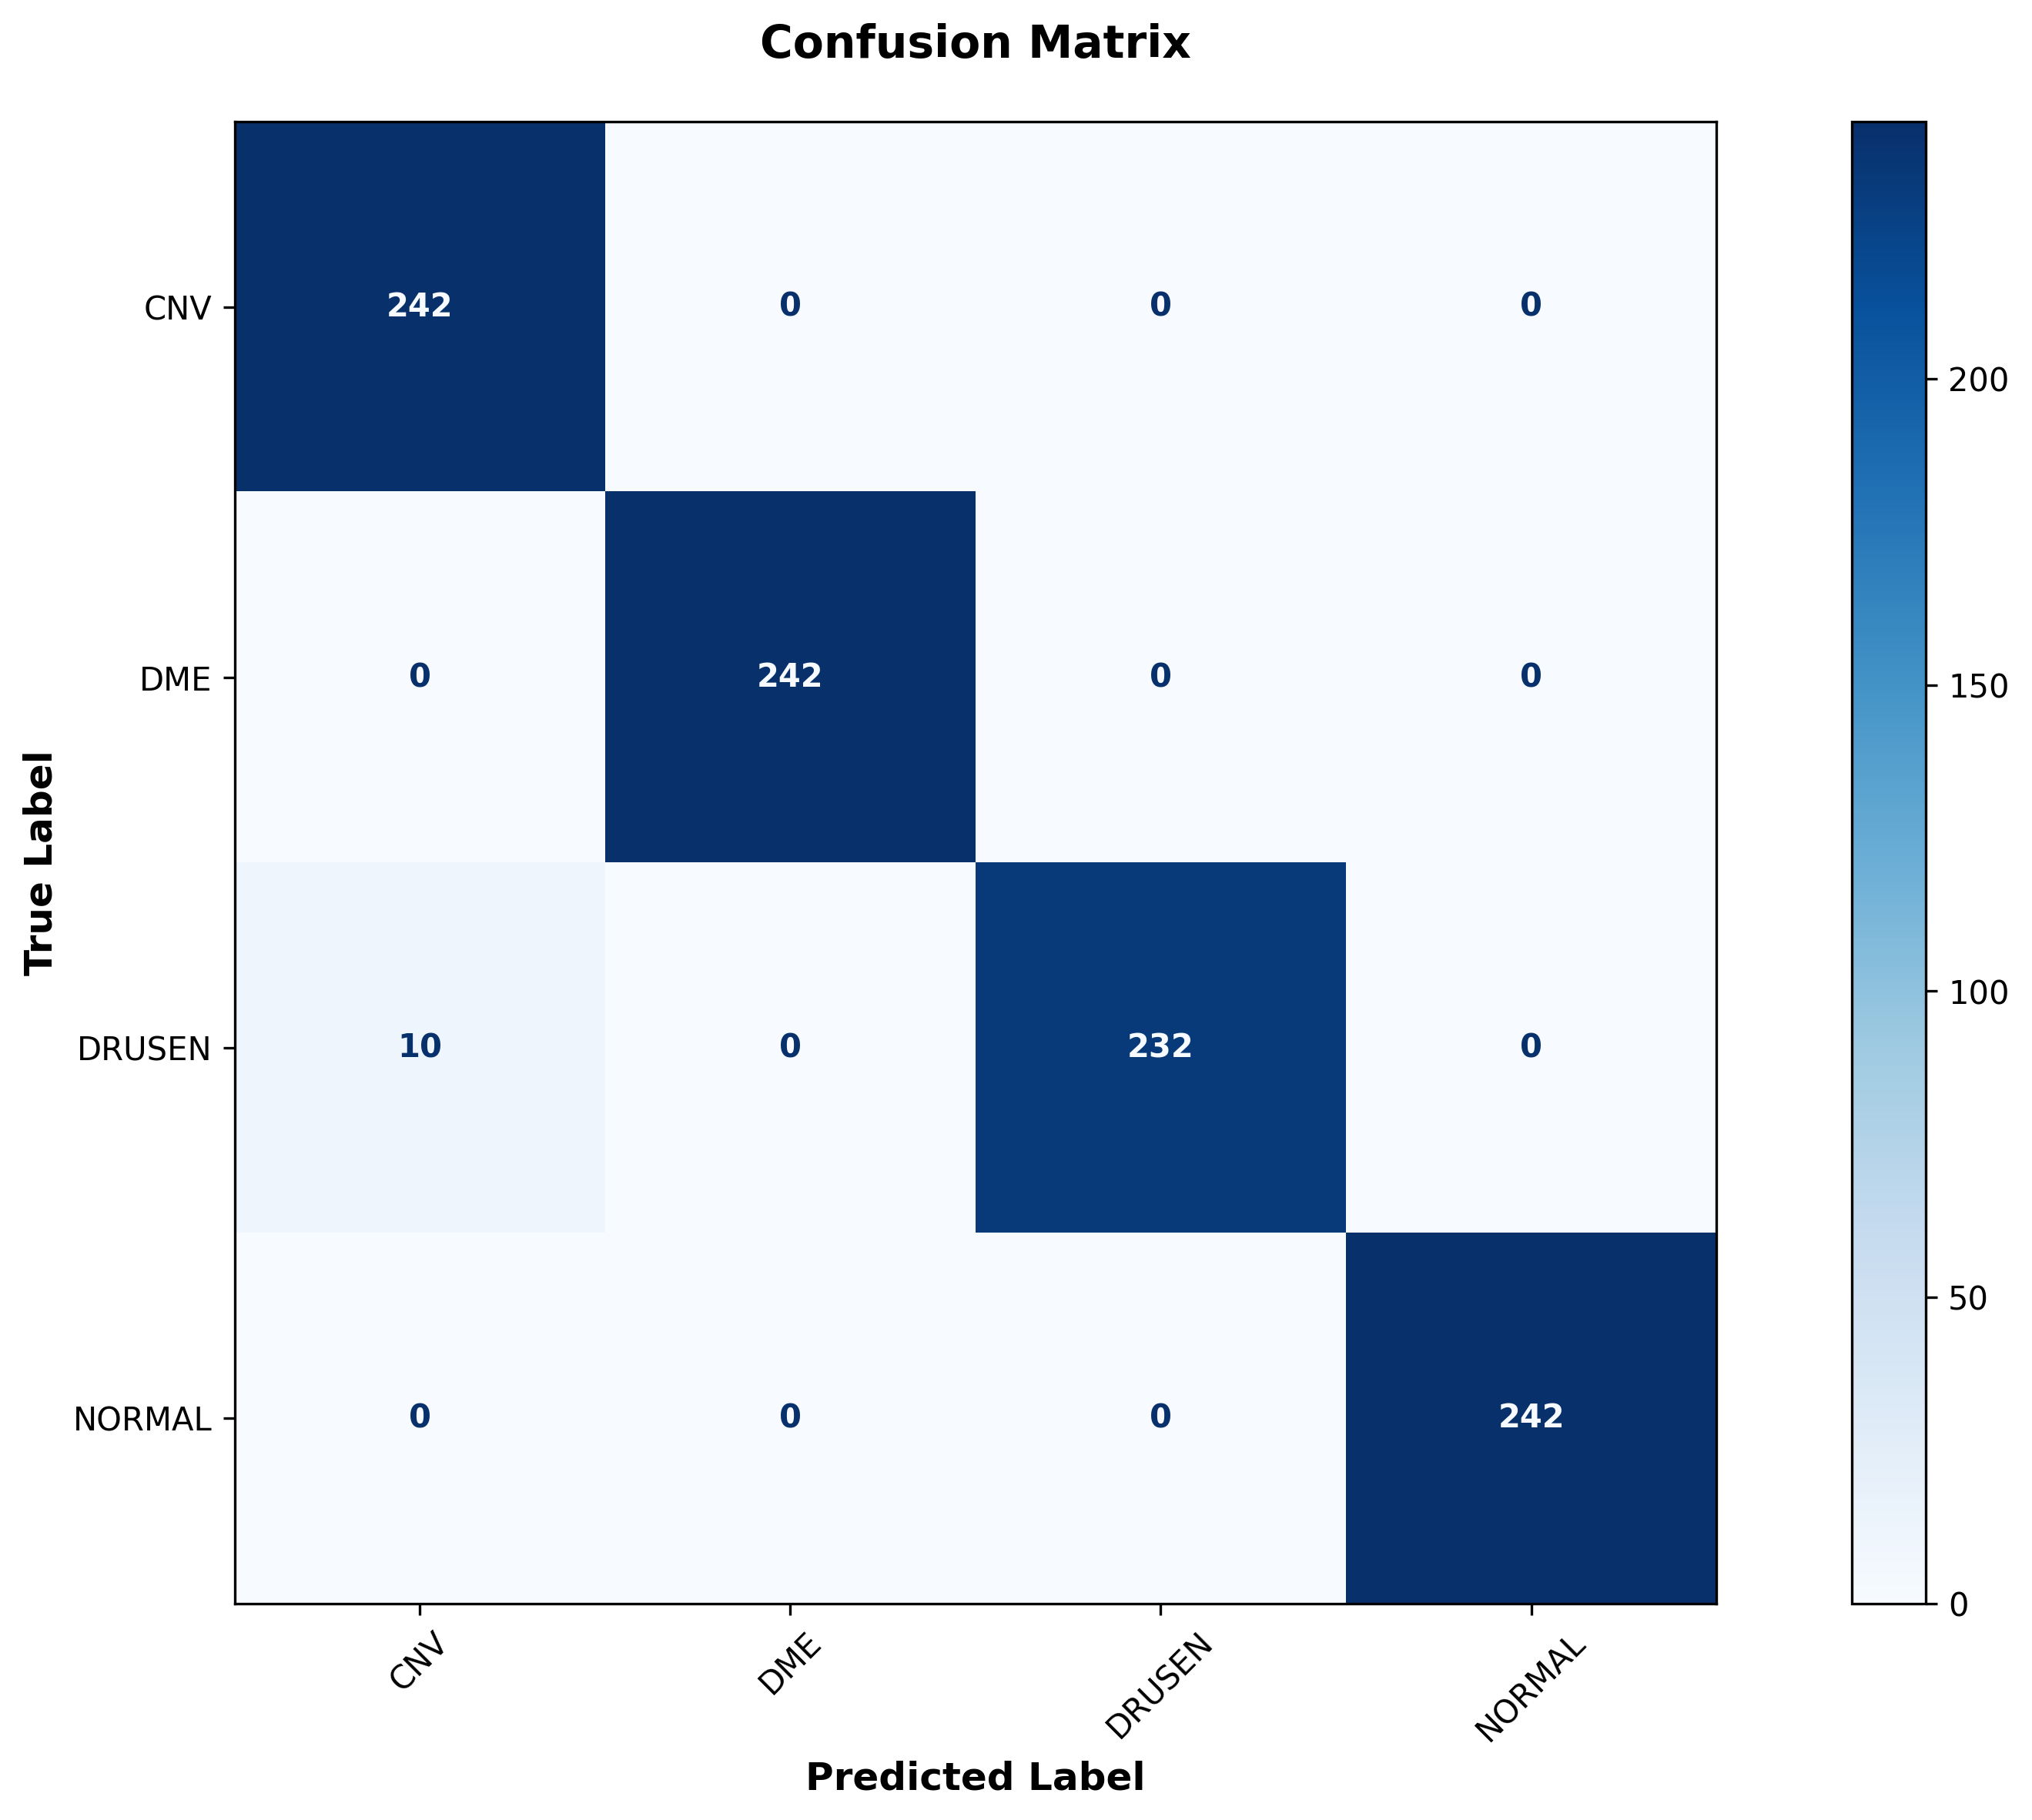 Confusion Matrix
True Label
CNV 242 0 0 0
DME 0 242 0 0
DRUSEN 10 0 232 0
NORMAL 0 0 0 242
CNV DME DRUSEN NORMAL
Predicted Label
200
150
100
50
0